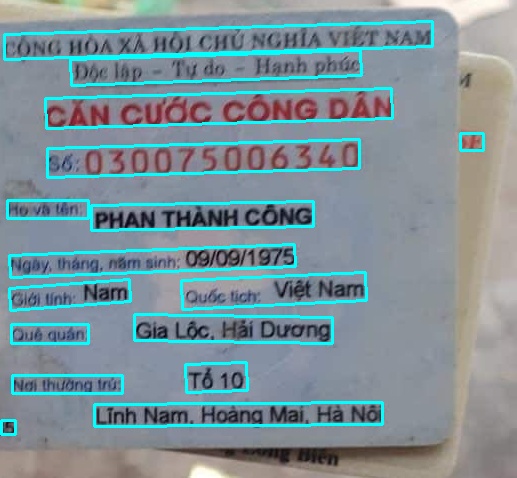 CỘNG HÒA XÃ HỘI CHỦ NGHĨA VIỆT NAM
Độc lập - Tự do - Hạnh phúc
CĂN CƯỚC CÔNG DÂN
Số: 030075006340
Họ và tên: PHAN THÀNH CÔNG
Ngày, tháng, năm sinh: 09/09/1975
Giới tính: Nam Quốc tịch: Việt Nam
Quê quán: Gia Lộc, Hải Dương
Nơi thường trú: Tổ 10
Lĩnh Nam, Hoàng Mai, Hà Nội
Biên